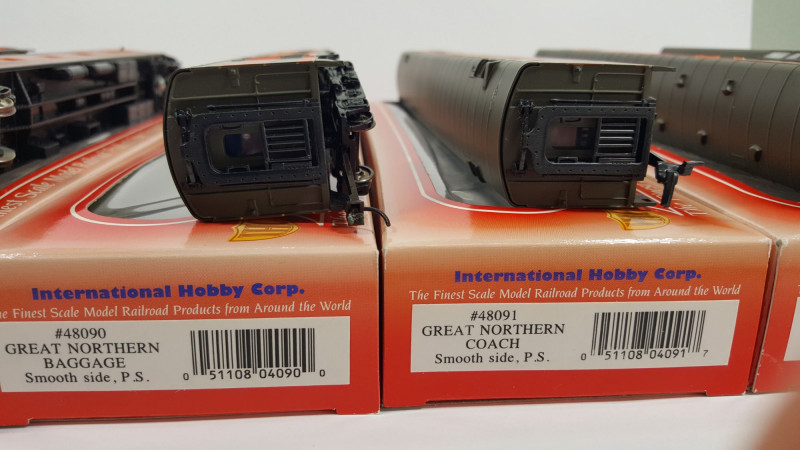 Finest Scale
International Hobby Corp.
The Finest Scale Model Railroad Products from Around the World
#48090
GREAT NORTHERN
BAGGAGE
Smooth side, P.S.
0 51108 04090 0
International Hobby Corp.
The Finest Scale Model Railroad Products from Around the World
#48091
GREAT NORTHERN
COACH
Smooth side, P.S.
0 51108 04091 7